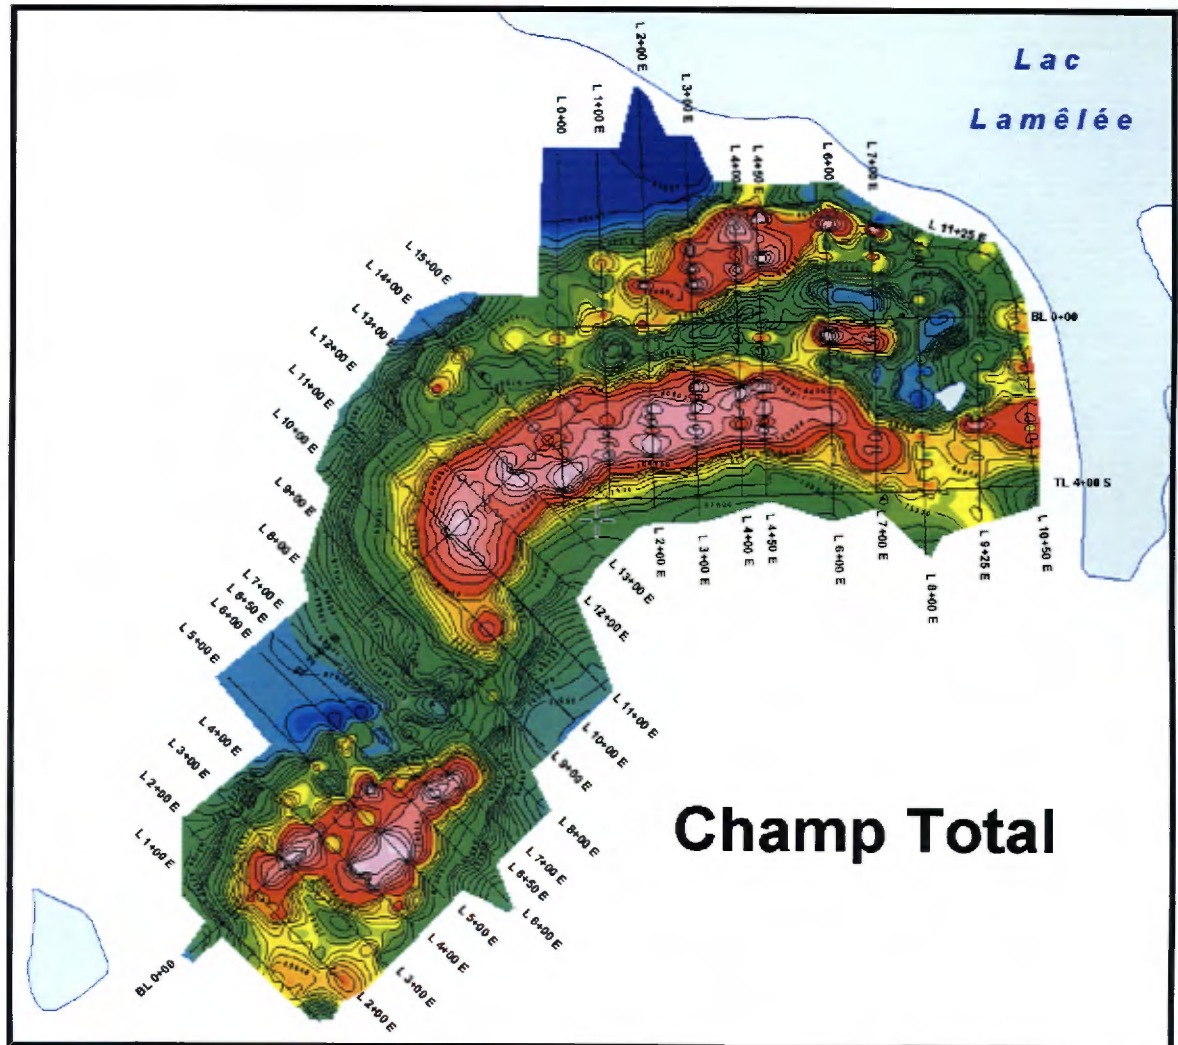 Lac
Lamêlée
L 2+00 E
L 3+00 E
L 1+00 E
L 0+00
L 4+00 E
L 4+50 E
L 6+00
L 7+00 E
L 11+25 E
L 15+00 E
L 14+00 E
L 13+00 E
L 12+00 E
L 11+00 E
L 10+00 E
L 9+00 E
L 8+00 E
L 7+00 E
L 6+50 E
L 6+00 E
L 5+00 E
L 4+00 E
L 3+00 E
L 2+00 E
L 1+00 E
BL 0+00
BL 0+00
TL 4+00 S
L 2+00 E
L 3+00 E
L 4+00 E
L 4+50 E
L 6+00 E
L 7+00 E
L 8+00 E
L 9+25 E
L 10+50 E
L 13+00 E
L 12+00 E
L 11+00 E
L 10+00 E
L 9+00 E
L 8+00 E
L 7+00 E
L 6+50 E
L 6+00 E
L 5+00 E
L 4+00 E
L 3+00 E
L 2+00 E
Champ Total